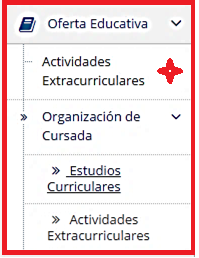 Oferta Educativa
Actividades
Extracurriculares
Organización de
Cursada
» Estudios
Curriculares
» Actividades
Extracurriculares